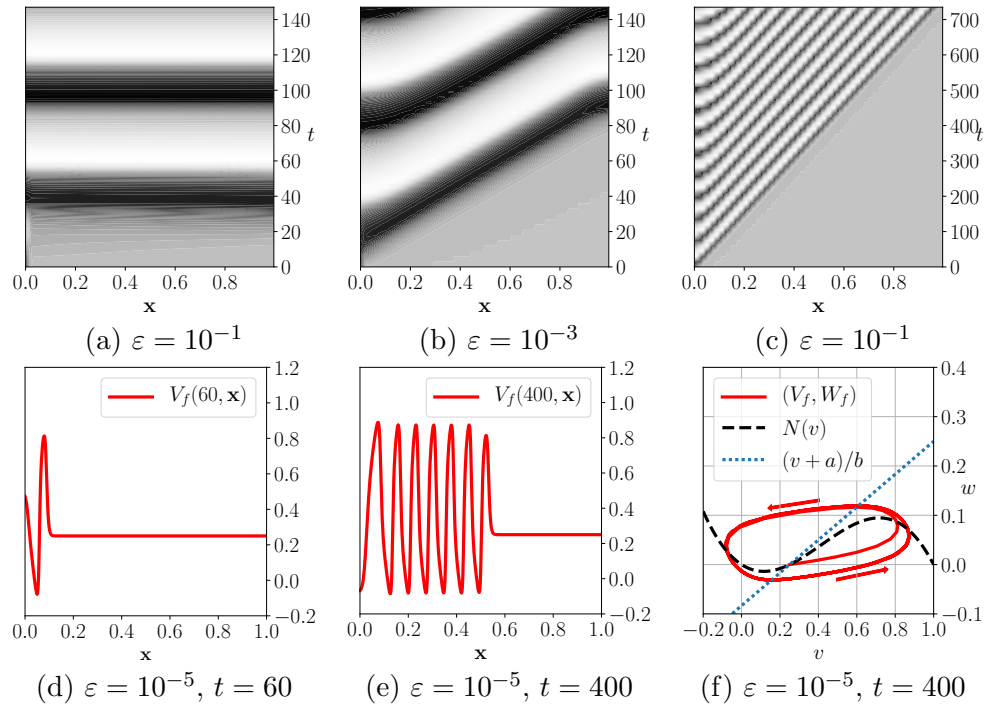 140
120
100
80
60
40
20
0
t
0.0 0.2 0.4 0.6 0.8
x
(a) ε = 10⁻¹
140
120
100
80
60
40
20
0
t
0.0 0.2 0.4 0.6 0.8
x
(b) ε = 10⁻³
700
600
500
400
300
200
100
0
t
0.0 0.2 0.4 0.6 0.8
x
(c) ε = 10⁻¹
V_f(60, x)
1.2
1.0
0.8
0.6
0.4
0.2
0.0
−0.2
0.0 0.2 0.4 0.6 0.8 1.0
x
(d) ε = 10⁻⁵, t = 60
V_f(400, x)
1.2
1.0
0.8
0.6
0.4
0.2
0.0
−0.2
0.0 0.2 0.4 0.6 0.8 1.0
x
(e) ε = 10⁻⁵, t = 400
(V_f, W_f)
N(v)
(v + a)/b
0.4
0.3
0.2
w
0.1
0.0
−0.1
−0.2 0.0 0.2 0.4 0.6 0.8 1.0
v
(f) ε = 10⁻⁵, t = 400